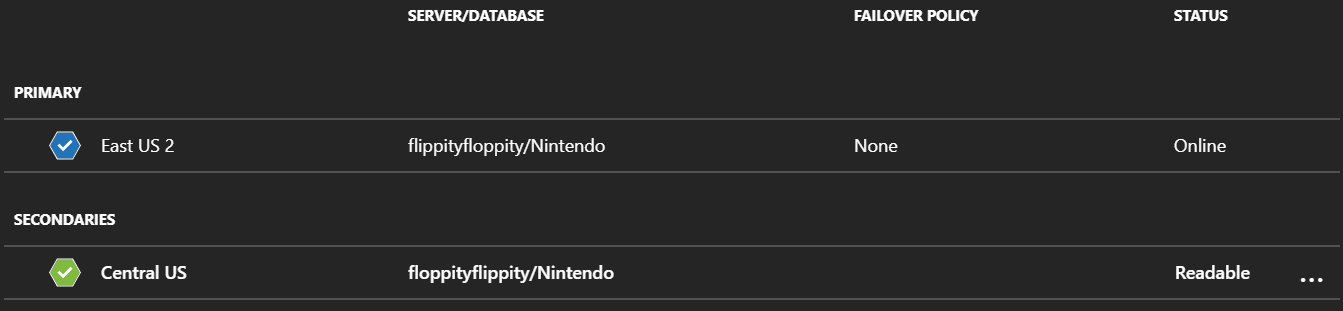 SERVER/DATABASE FAILOVER POLICY STATUS
PRIMARY
East US 2 flippityfloppity/Nintendo None Online
SECONDARIES
Central US floppityflippity/Nintendo Readable ...